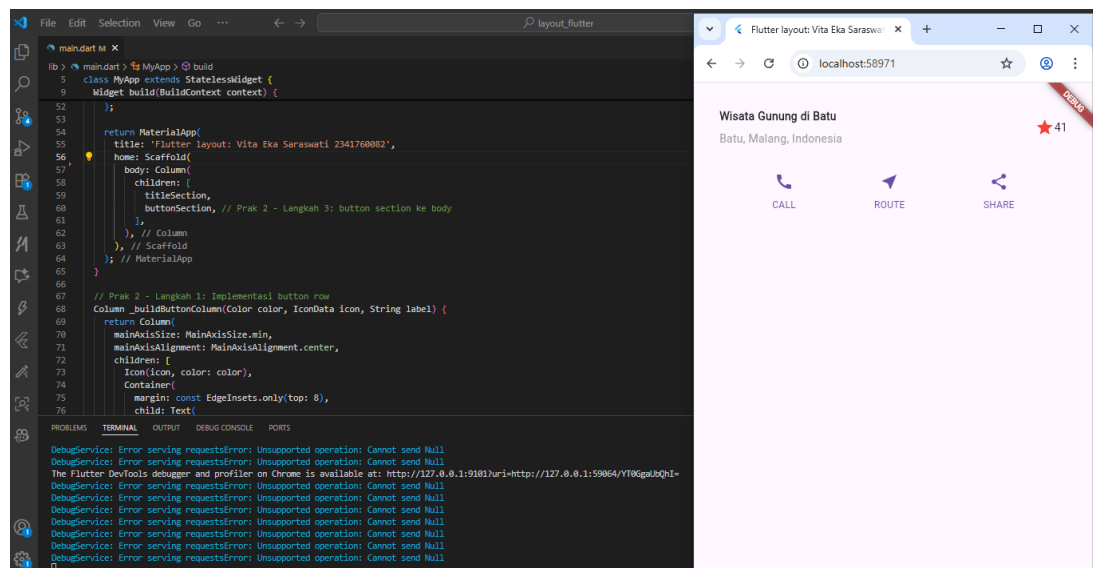 File Edit Selection View Go ··· layout_flutter
main.dart M
lib > main.dart > MyApp > build
5 class MyApp extends StatelessWidget {
9 Widget build(BuildContext context) {
52 );
53
54 return MaterialApp(
55 title: 'Flutter layout: Vita Eka Saraswati 2341760082',
56 home: Scaffold(
57 body: Column(
58 children: [
59 titleSection,
60 buttonSection, // Prak 2 - Langkah 3: button section ke body
61 ],
62 ), // Column
63 ), // Scaffold
64 ); // MaterialApp
65 }
66
67 // Prak 2 - Langkah 1: Implementasi button row
68 Column _buildButtonColumn(Color color, IconData icon, String label) {
69 return Column(
70 mainAxisSize: MainAxisSize.min,
71 mainAxisAlignment: MainAxisAlignment.center,
72 children: [
73 Icon(icon, color: color),
74 Container(
75 margin: const EdgeInsets.only(top: 8),
76 child: Text(
PROBLEMS TERMINAL OUTPUT DEBUG CONSOLE PORTS
DebugService: Error serving requestsError: Unsupported operation: Cannot send Null
DebugService: Error serving requestsError: Unsupported operation: Cannot send Null
The Flutter DevTools debugger and profiler on Chrome is available at: http://127.0.0.1:9101?uri=http://127.0.0.1:59064/YT0GgaUbQhI=
DebugService: Error serving requestsError: Unsupported operation: Cannot send Null
DebugService: Error serving requestsError: Unsupported operation: Cannot send Null
DebugService: Error serving requestsError: Unsupported operation: Cannot send Null
DebugService: Error serving requestsError: Unsupported operation: Cannot send Null
DebugService: Error serving requestsError: Unsupported operation: Cannot send Null
DebugService: Error serving requestsError: Unsupported operation: Cannot send Null
DebugService: Error serving requestsError: Unsupported operation: Cannot send Null
Flutter layout: Vita Eka Saraswat
localhost:58971
DEBUG
Wisata Gunung di Batu
Batu, Malang, Indonesia
41
CALL ROUTE SHARE